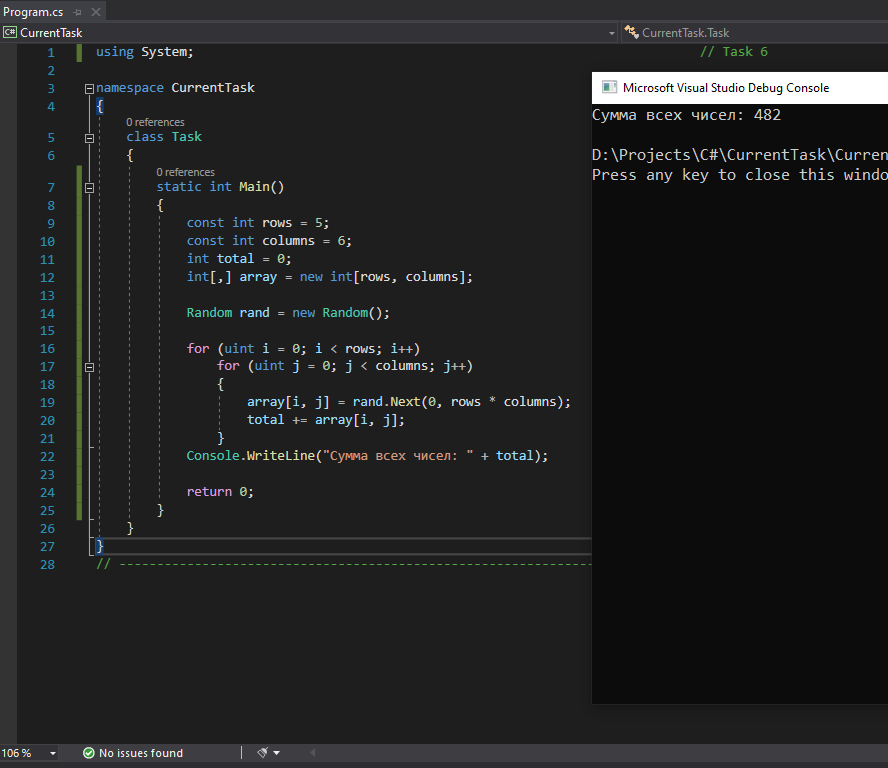 Program.cs
C# CurrentTask CurrentTask.Task
1 using System; // Task 6
2
3 namespace CurrentTask
4 {
0 references
5 class Task
6 {
0 references
7 static int Main()
8 {
9 const int rows = 5;
10 const int columns = 6;
11 int total = 0;
12 int[,] array = new int[rows, columns];
13
14 Random rand = new Random();
15
16 for (uint i = 0; i < rows; i++)
17 for (uint j = 0; j < columns; j++)
18 {
19 array[i, j] = rand.Next(0, rows * columns);
20 total += array[i, j];
21 }
22 Console.WriteLine("Сумма всех чисел: " + total);
23
24 return 0;
25 }
26 }
27 }
28 // ---------------------------------------------------------------
Microsoft Visual Studio Debug Console
Сумма всех чисел: 482
D:\Projects\C#\CurrentTask\Curren
Press any key to close this windo
106 % No issues found